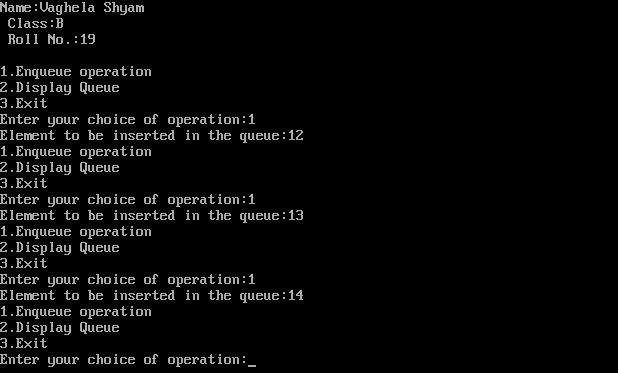 Name:Vaghela Shyam
Class:B
Roll No.:19
1.Enqueue operation
2.Display Queue
3.Exit
Enter your choice of operation:1
Element to be inserted in the queue:12
1.Enqueue operation
2.Display Queue
3.Exit
Enter your choice of operation:1
Element to be inserted in the queue:13
1.Enqueue operation
2.Display Queue
3.Exit
Enter your choice of operation:1
Element to be inserted in the queue:14
1.Enqueue operation
2.Display Queue
3.Exit
Enter your choice of operation:_